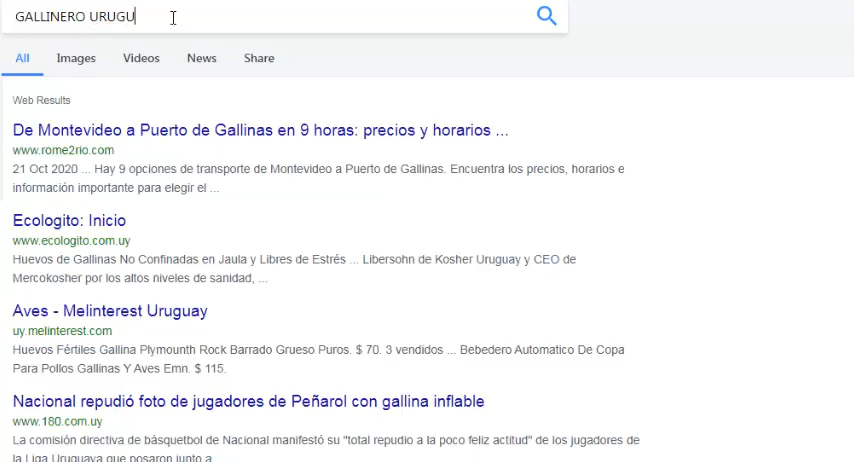 GALLINERO URUGU
All Images Videos News Share
Web Results
De Montevideo a Puerto de Gallinas en 9 horas: precios y horarios ...
www.rome2rio.com
21 Oct 2020 ... Hay 9 opciones de transporte de Montevideo a Puerto de Gallinas. Encuentra los precios, horarios e
información importante para elegir el ...
Ecologito: Inicio
www.ecologito.com.uy
Huevos de Gallinas No Confinadas en Jaula y Libres de Estrés ... Libersohn de Kosher Uruguay y CEO de
Mercokosher por los altos niveles de sanidad, ...
Aves - Melinterest Uruguay
uy.melinterest.com
Huevos Fértiles Gallina Plymounth Rock Barrado Grueso Puros. $ 70. 3 vendidos ... Bebedero Automatico De Copa
Para Pollos Gallinas Y Aves Emn. $ 115.
Nacional repudió foto de jugadores de Peñarol con gallina inflable
www.180.com.uy
La comisión directiva de básquetbol de Nacional manifestó su "total repudio a la poco feliz actitud" de los jugadores de
la Liga Uruguaya que posaron junto a